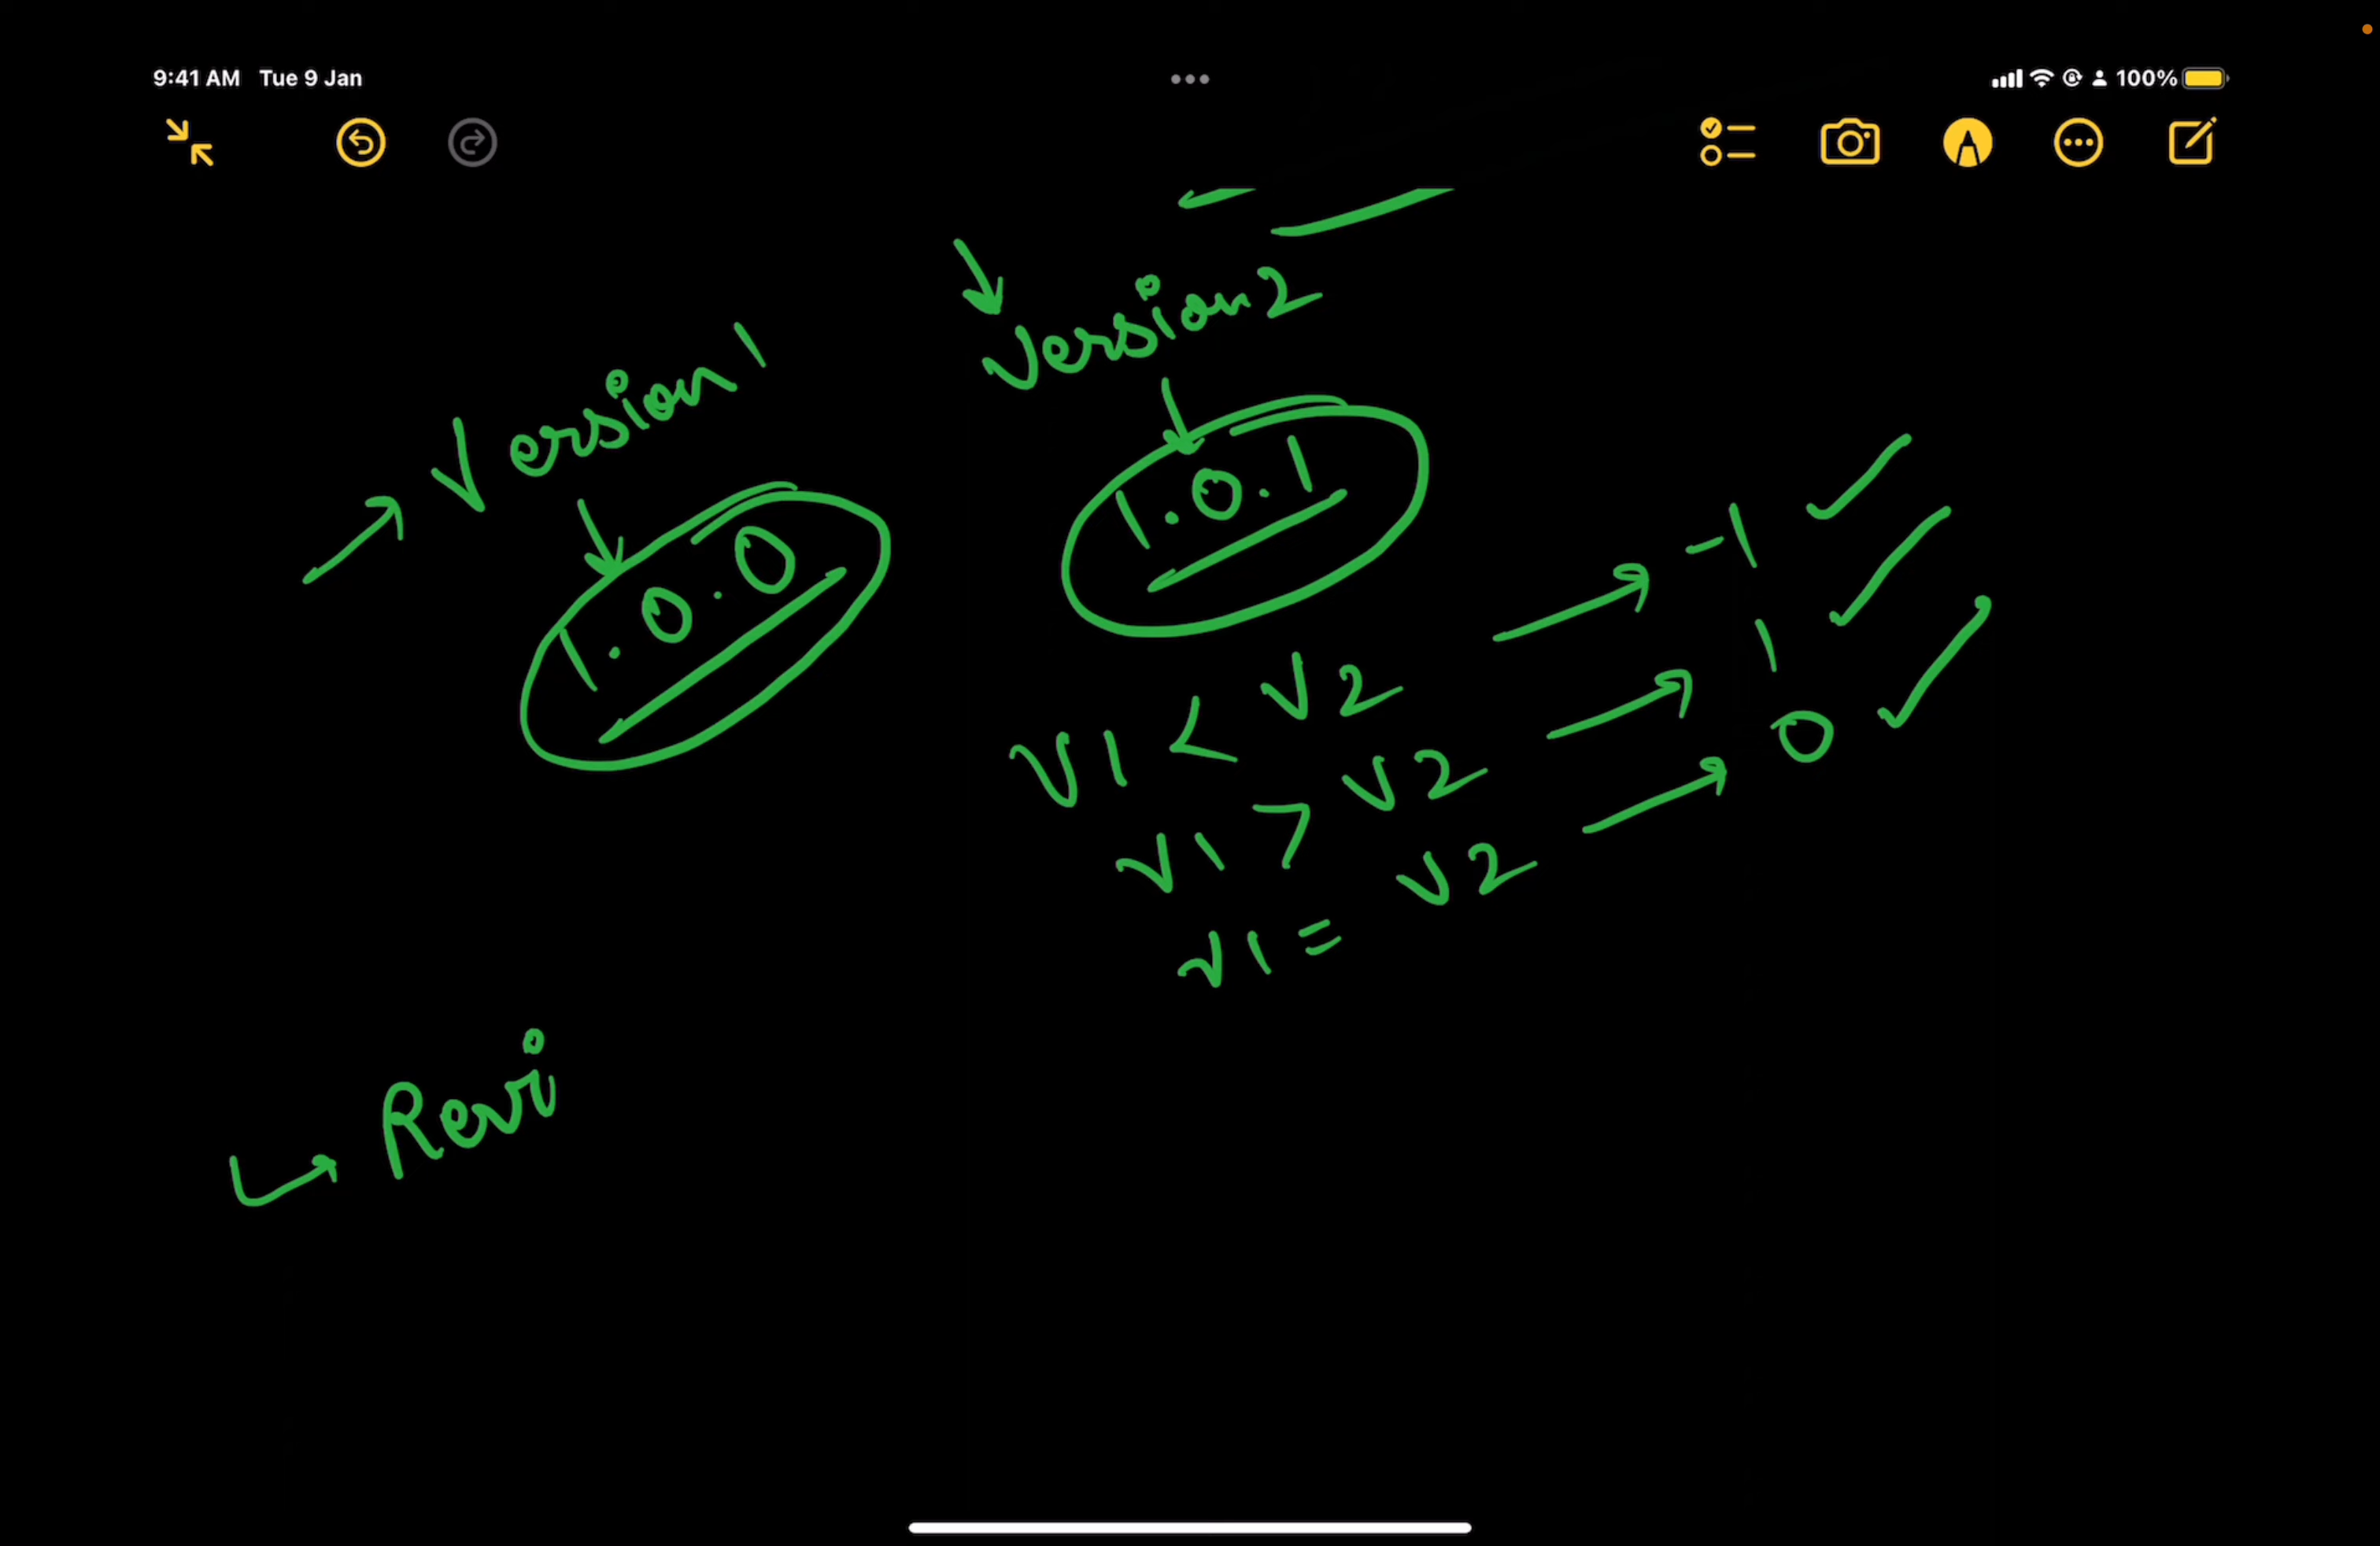 9:41 AM Tue 9 Jan
100%
Version1
Version2
1.0.0
1.0.1
V1 < V2 → -1
V1 > V2 → 1
V1 = V2 → 0
↳ Revi